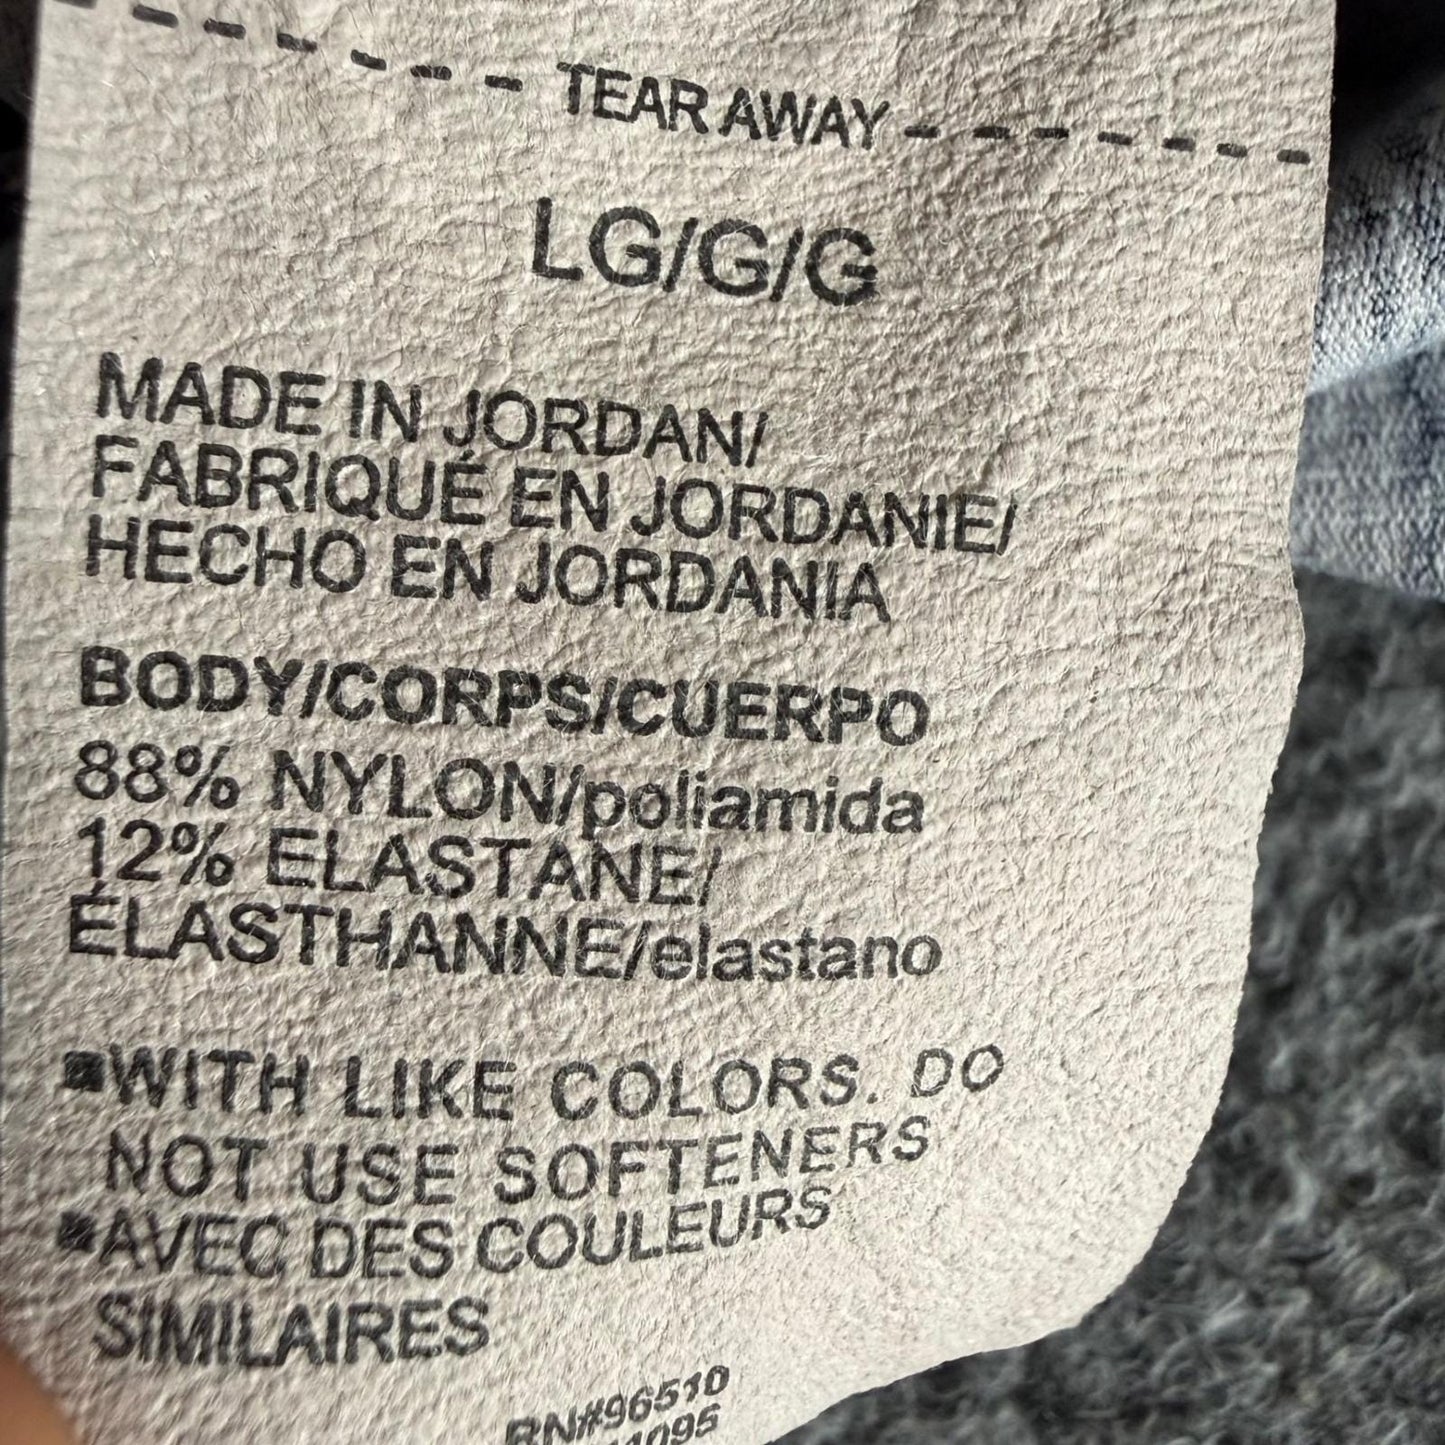 TEAR AWAY
LG/G/G
MADE IN JORDAN/
FABRIQUÉ EN JORDANIE/
HECHO EN JORDANIA
BODY/CORPS/CUERPO
88% NYLON/poliamida
12% ELASTANE/
ÉLASTHANNE/elastano
▪WITH LIKE COLORS. DO
NOT USE SOFTENERS
▪AVEC DES COULEURS
SIMILAIRES
RN#96510